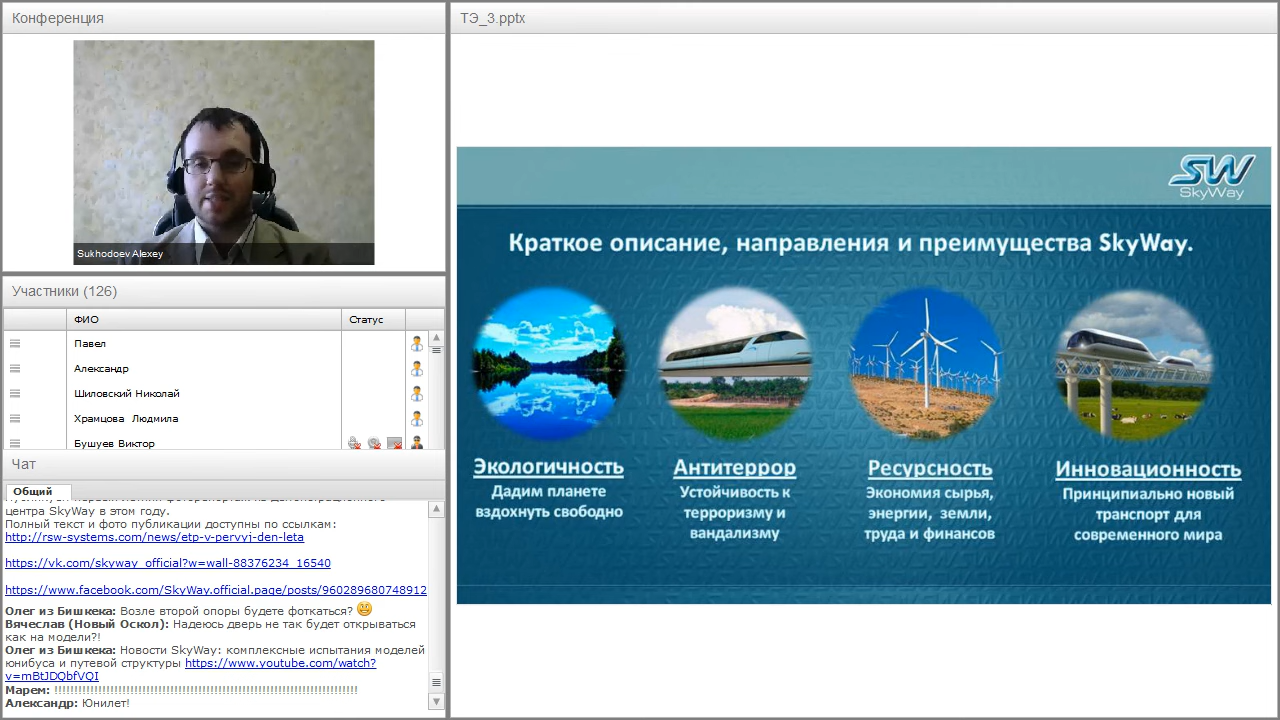 Конференция
Sukhodoev Alexey
Участники (126)
ФИО
Статус
Павел
Александр
Шиловский Николай
Храмцова Людмила
Бушуев Виктор
Чат
Общий
центра SkyWay в этом году.
Полный текст и фото публикации доступны по ссылкам:
http://rsw-systems.com/news/etp-v-pervyj-den-leta
https://vk.com/skyway_official?w=wall-88376234_16540
https://www.facebook.com/SkyWay.official.page/posts/960289680748912
Олег из Бишкека: Возле второй опоры будете фоткаться?
Вячеслав (Новый Оскол): Надеюсь дверь не так будет открываться
как на модели?!
Олег из Бишкека: Новости SkyWay: комплексные испытания моделей
юнибуса и путевой структуры https://www.youtube.com/watch?
v=mBtJDQbfVQI
Марем: !!!!!!!!!!!!!!!!!!!!!!!!!!!!!!!!!!!!!!!!!!!!!!!!!!!!!!!!!!!!!!!!!!!!!!!!!!!!
Александр: Юнилет!
ТЭ_3.pptx
SW
SkyWay
Краткое описание, направления и преимущества SkyWay.
Экологичность
Дадим планете
вздохнуть свободно
Антитеррор
Устойчивость к
терроризму и
вандализму
Ресурсность
Экономия сырья,
энергии, земли,
труда и финансов
Инновационность
Принципиально новый
транспорт для
современного мира